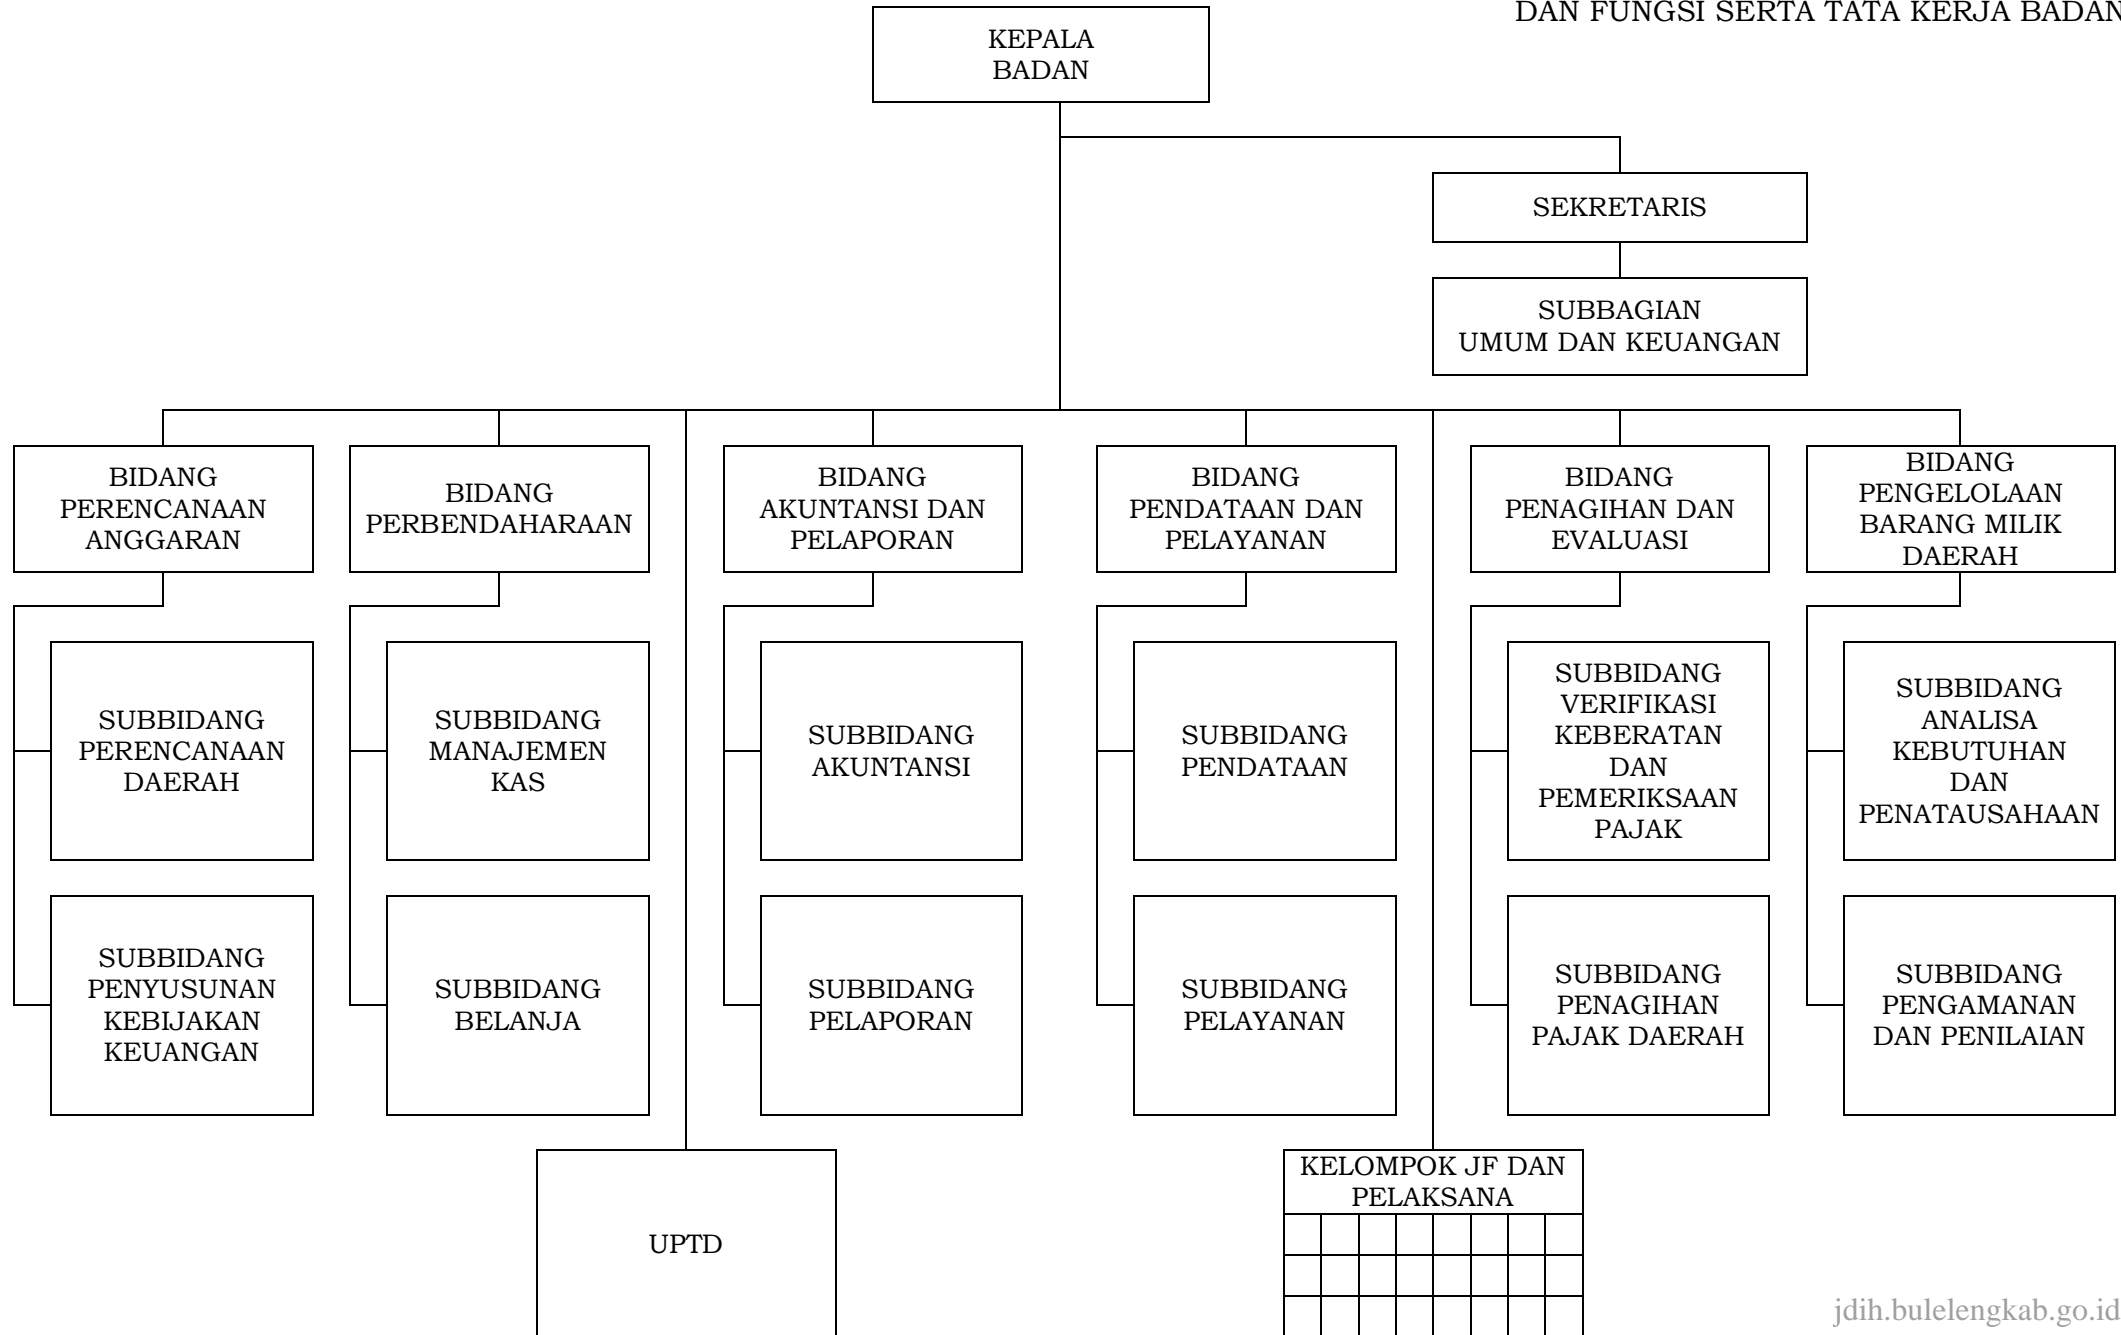 DAN FUNGSI SERTA TATA KERJA BADAN
KEPALA
BADAN
SEKRETARIS
SUBBAGIAN
UMUM DAN KEUANGAN
BIDANG
PERENCANAAN
ANGGARAN
BIDANG
PERBENDAHARAAN
BIDANG
AKUNTANSI DAN
PELAPORAN
BIDANG
PENDATAAN DAN
PELAYANAN
BIDANG
PENAGIHAN DAN
EVALUASI
BIDANG
PENGELOLAAN
BARANG MILIK
DAERAH
SUBBIDANG
PERENCANAAN
DAERAH
SUBBIDANG
MANAJEMEN
KAS
SUBBIDANG
AKUNTANSI
SUBBIDANG
PENDATAAN
SUBBIDANG
VERIFIKASI
KEBERATAN
DAN
PEMERIKSAAN
PAJAK
SUBBIDANG
ANALISA
KEBUTUHAN
DAN
PENATAUSAHAAN
SUBBIDANG
PENYUSUNAN
KEBIJAKAN
KEUANGAN
SUBBIDANG
BELANJA
SUBBIDANG
PELAPORAN
SUBBIDANG
PELAYANAN
SUBBIDANG
PENAGIHAN
PAJAK DAERAH
SUBBIDANG
PENGAMANAN
DAN PENILAIAN
UPTD
KELOMPOK JF DAN
PELAKSANA
jdih.bulelengkab.go.id